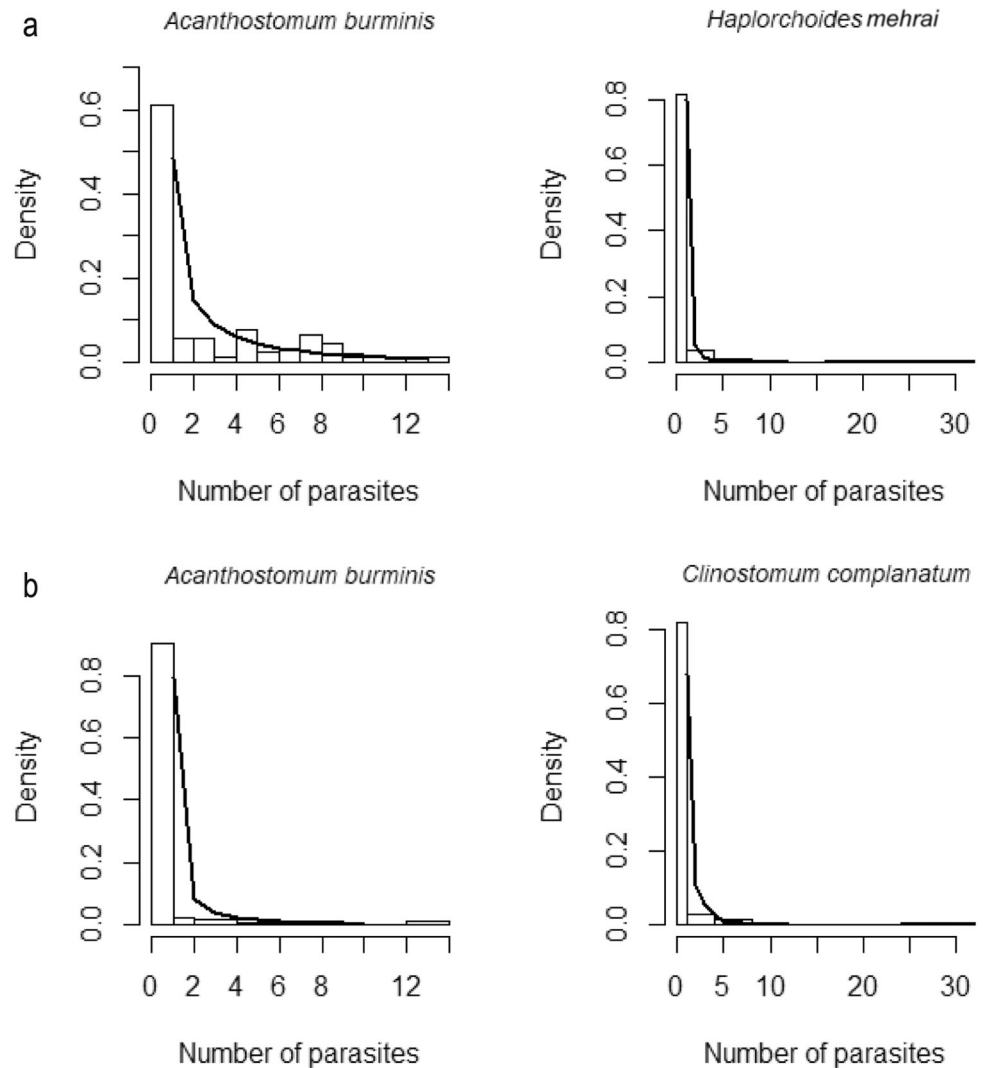 a
Acanthostomum burminis
Haplorchoides mehrai
Density
0.0 0.2 0.4 0.6
0 2 4 6 8 12
Number of parasites
Density
0.0 0.2 0.4 0.6 0.8
0 5 10 20 30
Number of parasites
b
Acanthostomum burminis
Clinostomum complanatum
Density
0.0 0.2 0.4 0.6 0.8
0 2 4 6 8 12
Number of parasites
Density
0.0 0.2 0.4 0.6 0.8
0 5 10 20 30
Number of parasites